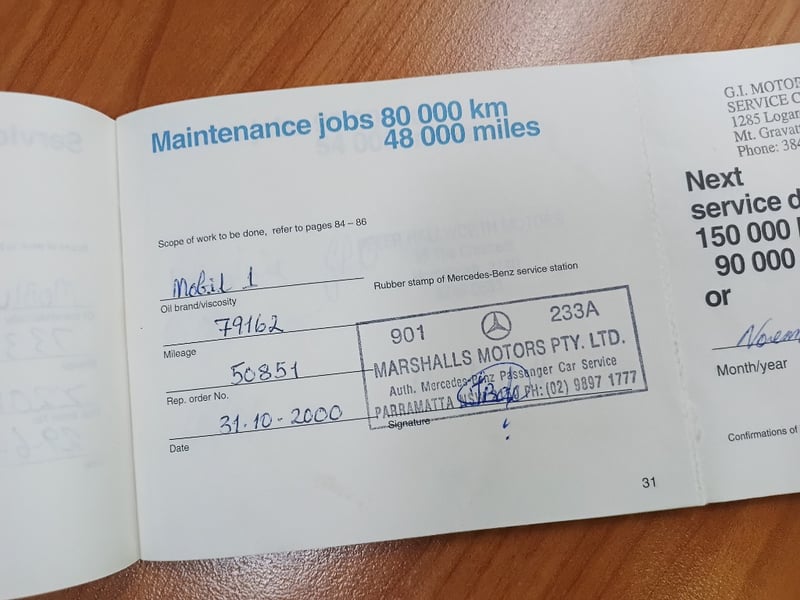 Maintenance jobs 80 000 km
48 000 miles
Scope of work to be done, refer to pages 84 – 86
Mobil 1
Oil brand/viscosity
Rubber stamp of Mercedes-Benz service station
79162
Mileage
50851
Rep. order No.
31-10-2000
Date
901 233A
MARSHALLS MOTORS PTY. LTD.
Auth. Mercedes-Benz Passenger Car Service
PARRAMATTA PH: (02) 9897 1777
Signature
31
G.I. MOTOR
SERVICE C
1285 Logan
Mt. Gravat
Phone: 384
Next
service d
150 000
90 000
or
Novem
Month/year
Confirmations of